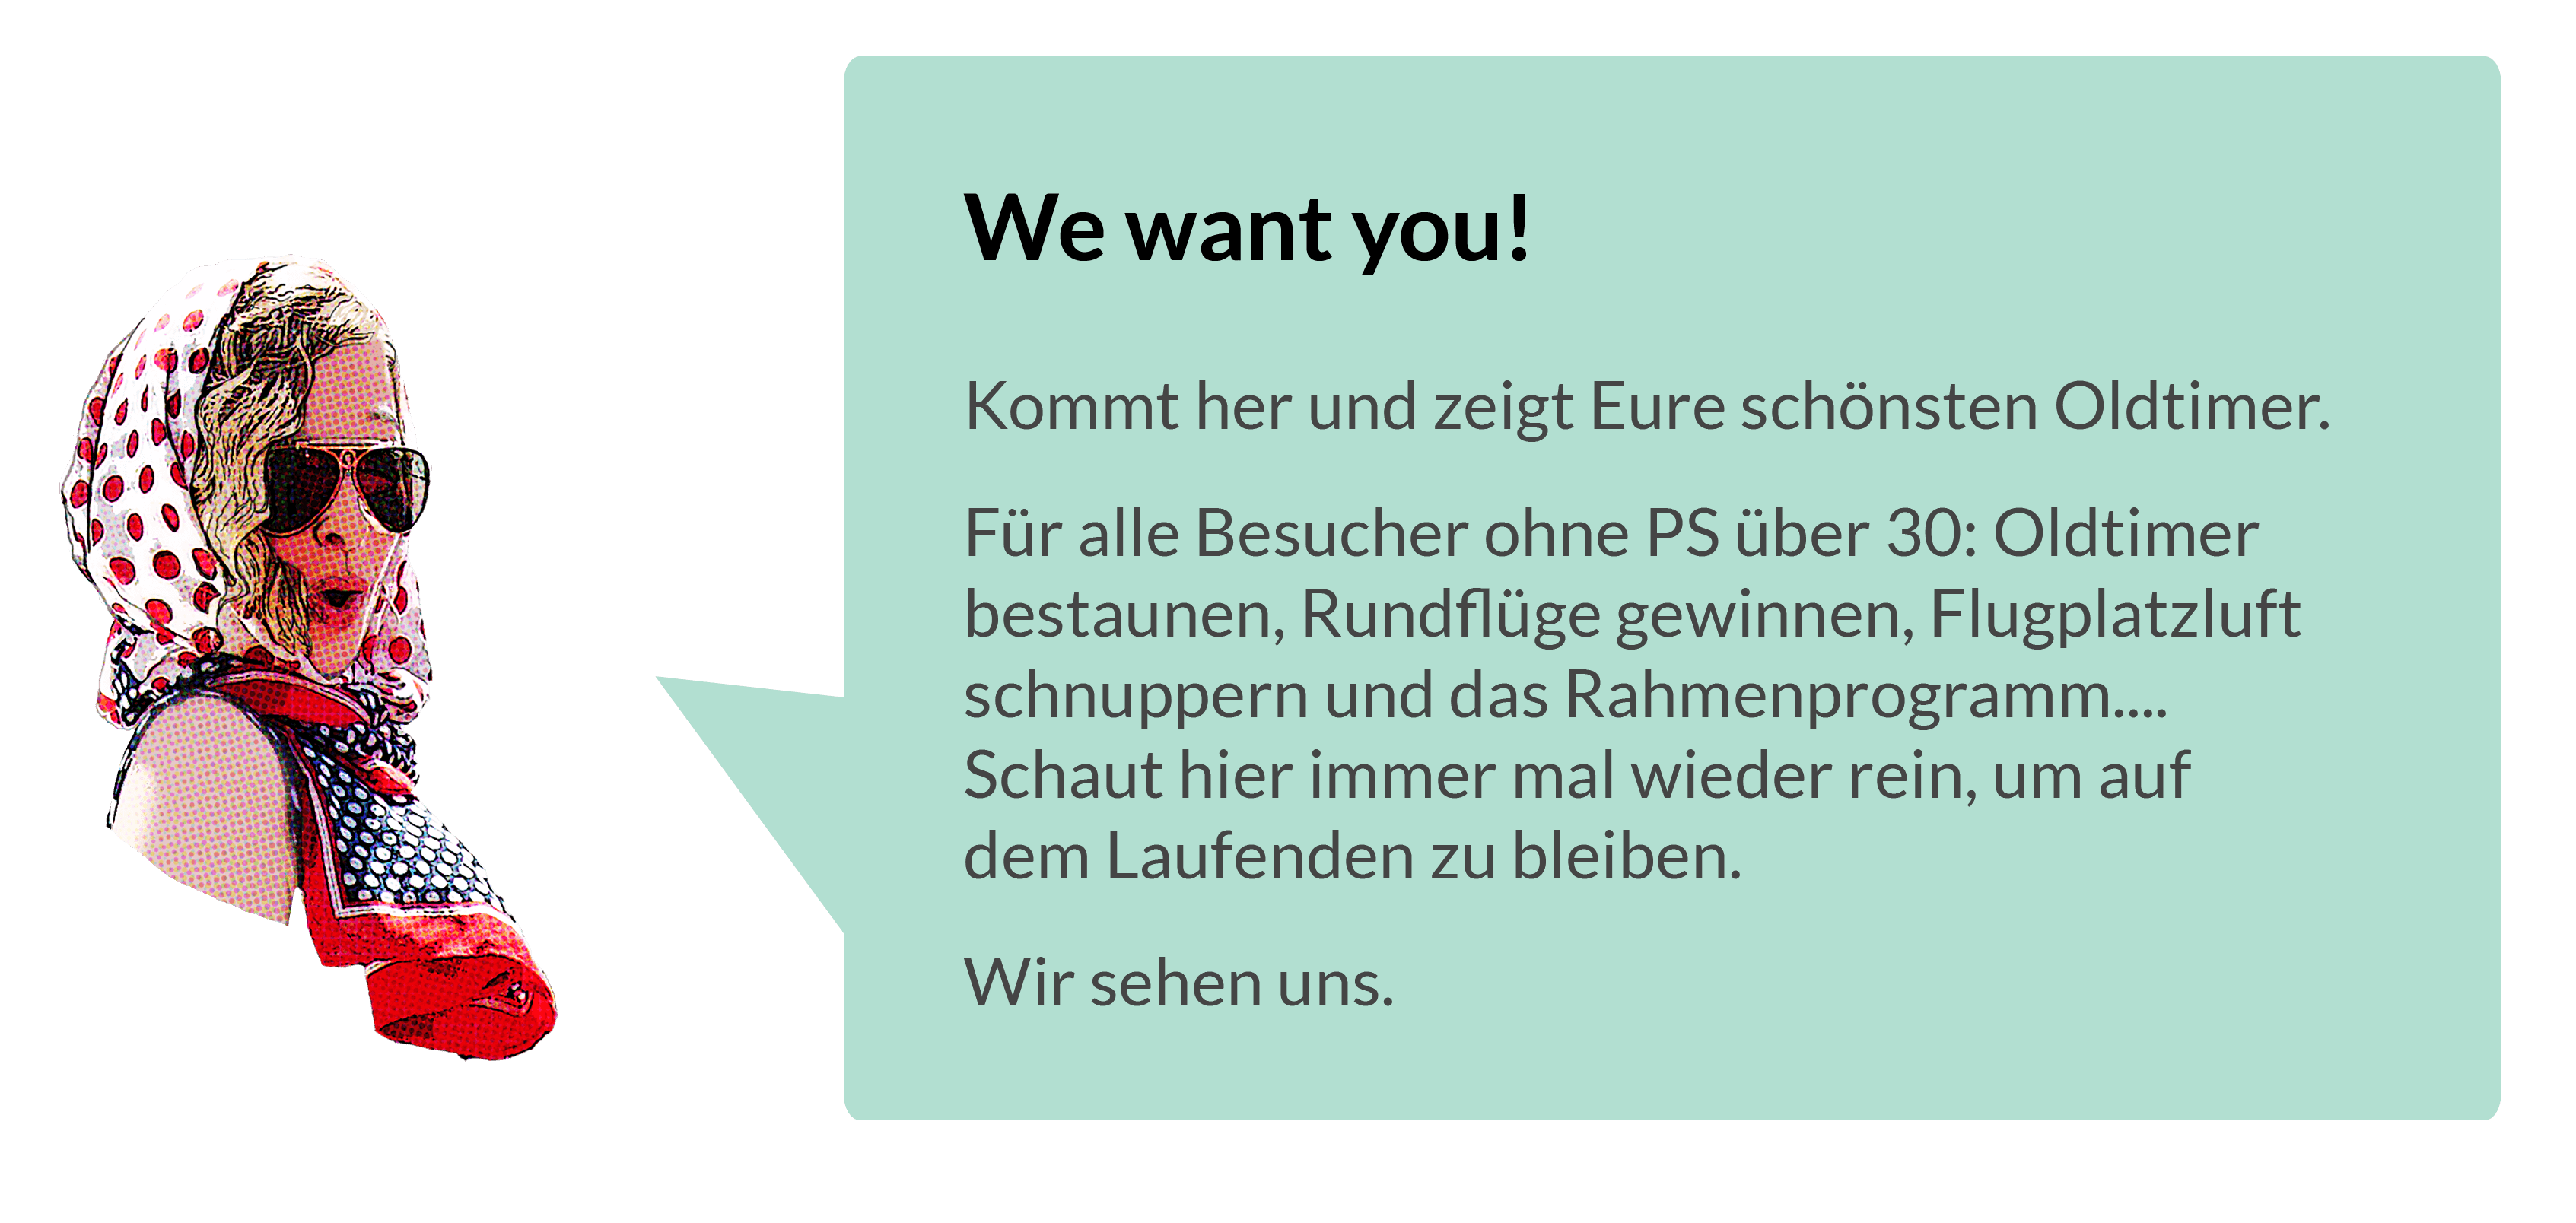 We want you!
Kommt her und zeigt Eure schönsten Oldtimer.
Für alle Besucher ohne PS über 30: Oldtimer
bestaunen, Rundflüge gewinnen, Flugplatzluft
schnuppern und das Rahmenprogramm....
Schaut hier immer mal wieder rein, um auf
dem Laufenden zu bleiben.
Wir sehen uns.